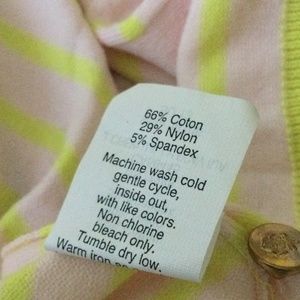 66% Coton
29% Nylon
5% Spandex
Machine wash cold
gentle cycle,
inside out,
with like colors.
Non chlorine
bleach only.
Tumble dry low.
Warm iron